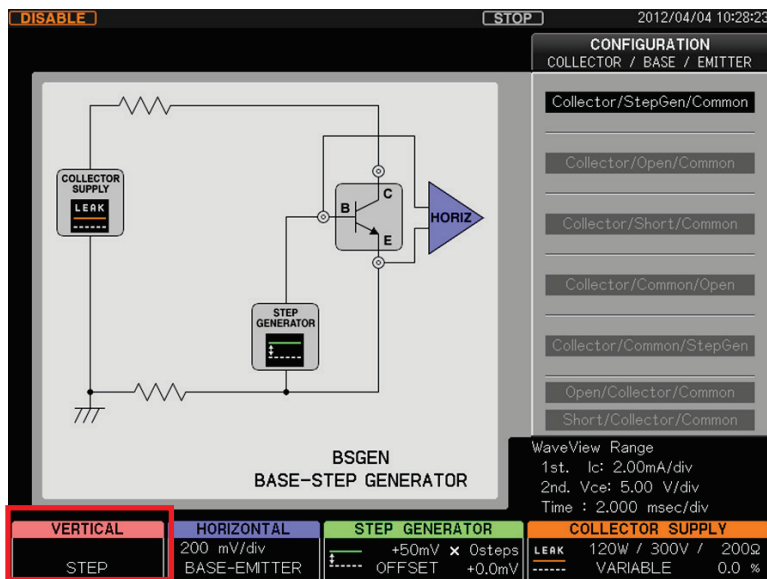 DISABLE
STOP
2012/04/04 10:28:23
CONFIGURATION
COLLECTOR / BASE / EMITTER
Collector/StepGen/Common
Collector/Open/Common
Collector/Short/Common
Collector/Common/Open
Collector/Common/StepGen
Open/Collector/Common
Short/Collector/Common
COLLECTOR
SUPPLY
LEAK
C
B
E
HORIZ
STEP
GENERATOR
BSGEN
BASE-STEP GENERATOR
WaveView Range
1st. Ic: 2.00mA/div
2nd. Vce: 5.00 V/div
Time : 2.000 msec/div
VERTICAL
STEP
HORIZONTAL
200 mV/div
BASE-EMITTER
STEP GENERATOR
+50mV × 0steps
OFFSET +0.0mV
COLLECTOR SUPPLY
LEAK 120W / 300V / 200Ω
VARIABLE 0.0 %